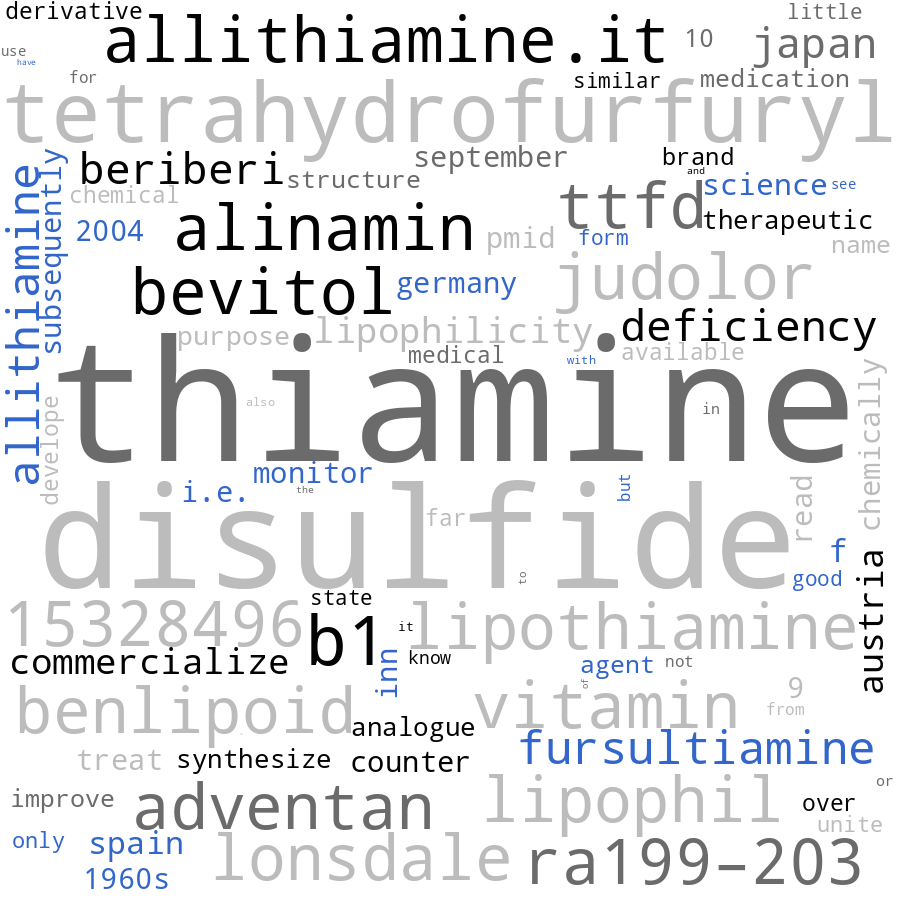 derivative
little
allithiamine.it
10
use
japan
have
for
similar
medication
tetrahydrofurfuryl
september
brand
beriberi
structure
and
science
see
subsequently
allithiamine
chemical
ttfd
therapeutic
2004
alinamin
pmid
form
name
judolor
bevitol
germany
purpose
lipophilicity
deficiency
medical
with
available
thiamine
chemically
develope
also
in
monitor
i.e.
the
but
read
disulfide
far
f
to
good
austria
state
15328496
b1
it
lipothiamine
commercialize
know
inn
agent
not
of
benlipoid
vitamin
9
from
analogue
fursultiamine
treat
synthesize
counter
or
improve
adventan
lipophil
over
unite
only
spain
lonsdale
ra199–203
1960s